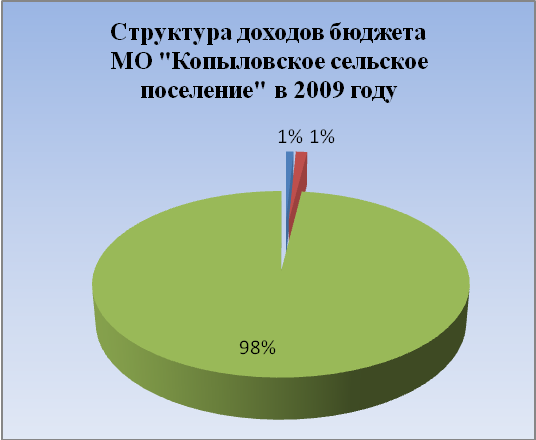 Структура доходов бюджета
МО "Копыловское сельское
поселение" в 2009 году
1% 1%
98%